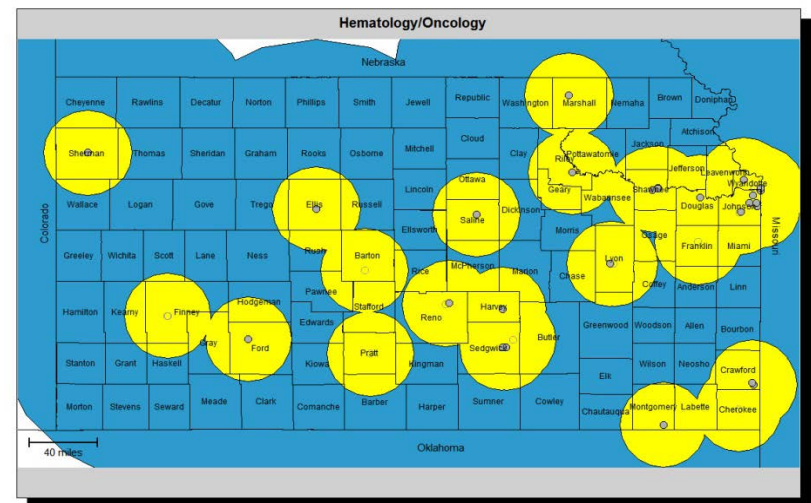 Hematology/Oncology
Nebraska
Cheyenne Rawlins Decatur Norton Phillips Smith Jewell Republic Washington Marshall Nemaha Brown Doniphan
Sherman Thomas Sheridan Graham Rooks Osborne Mitchell Cloud Clay Riley Pottawatomie Jackson Atchison
Jefferson Leavenworth Wyandotte
Lincoln Ottawa Geary Wabaunsee Shawnee Douglas Johnson
Wallace Logan Gove Trego Ellis Russell Saline Dickinson
Colorado
Missouri
Ellsworth Morris Osage Franklin Miami
Greeley Wichita Scott Lane Ness Rush Barton Rice McPherson Marion Chase Lyon
Hamilton Kearny Finney Hodgeman Pawnee Stafford Reno Harvey Coffey Anderson Linn
Gray Ford Edwards Pratt Sedgwick Butler Greenwood Woodson Allen Bourbon
Stanton Grant Haskell Kiowa Kingman Elk Wilson Neosho Crawford
Morton Stevens Seward Meade Clark Comanche Barber Harper Sumner Cowley Chautauqua Montgomery Labette Cherokee
40 miles
Oklahoma